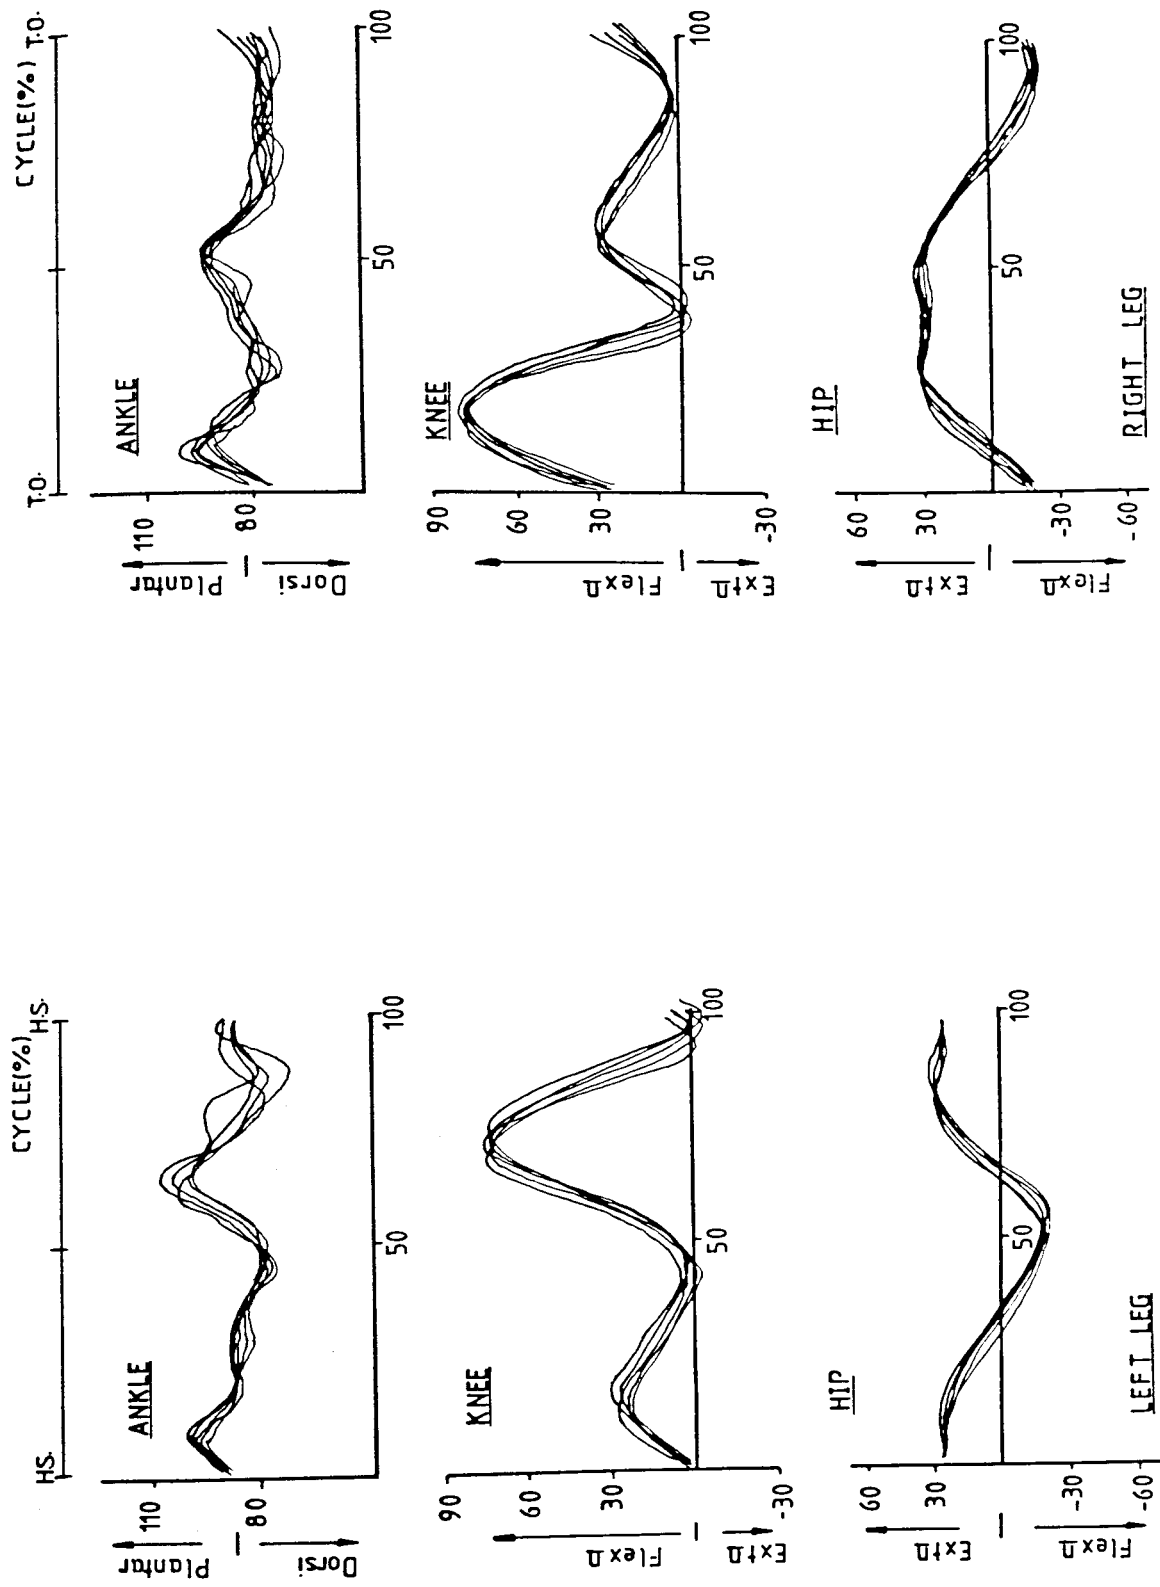 CYCLE(%)
H.S.
H.S.
ANKLE
110
80
Plantar
Dorsi
50
100
KNEE
90
60
30
-30
Flexⁿ
Extⁿ
50
100
HIP
60
30
-30
-60
Extⁿ
Flexⁿ
50
100
LEFT LEG
CYCLE(%)
T.O.
T.O.
ANKLE
110
80
Plantar
Dorsi
50
100
KNEE
90
60
30
-30
Flexⁿ
Extⁿ
50
100
HIP
60
30
-30
-60
Extⁿ
Flexⁿ
50
100
RIGHT LEG